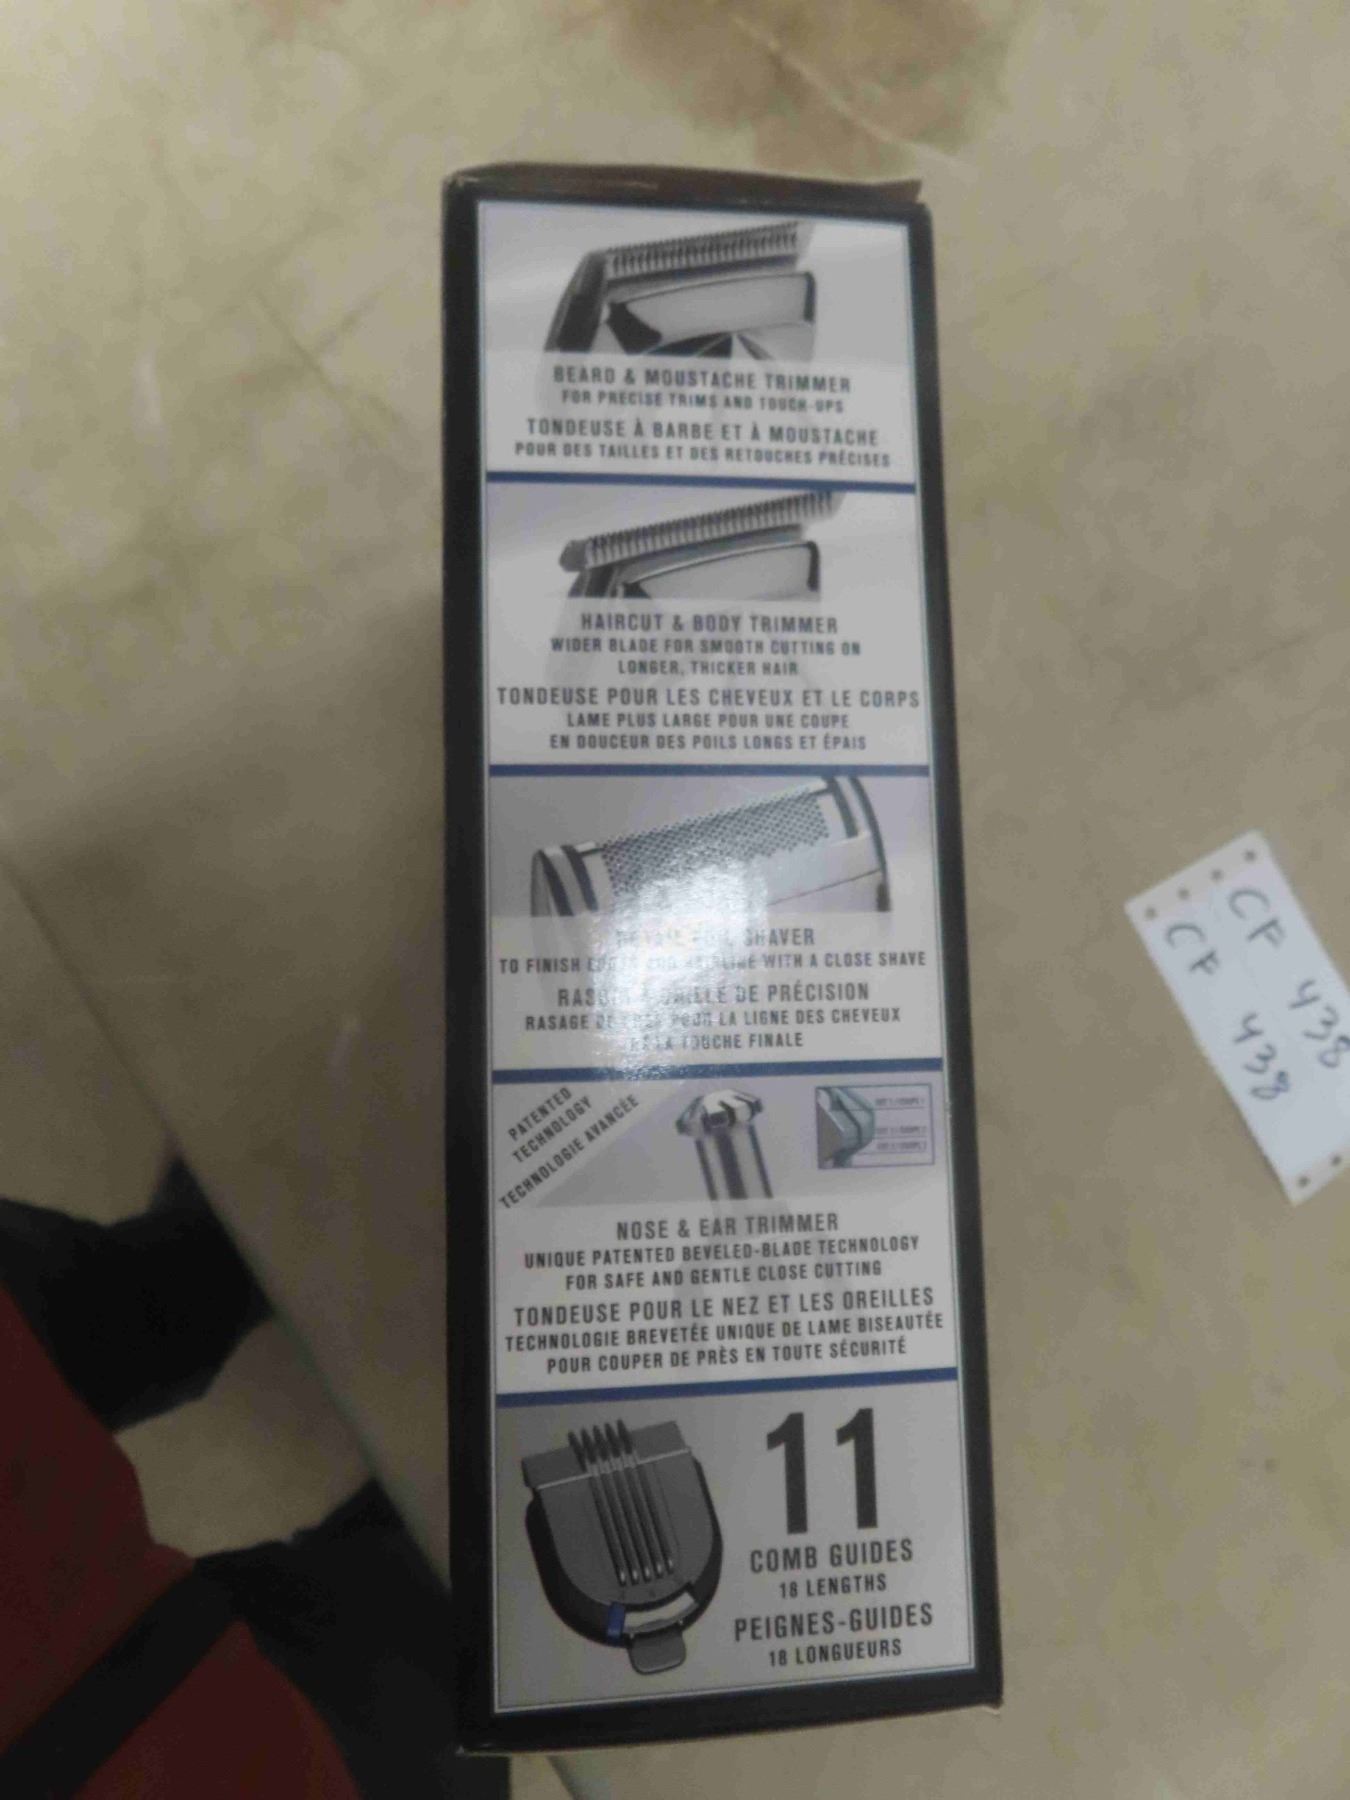 BEARD & MOUSTACHE TRIMMER
FOR PRECISE TRIMS AND TOUCH-UPS
TONDEUSE À BARBE ET À MOUSTACHE
POUR DES TAILLES ET DES RETOUCHES PRÉCISES
HAIRCUT & BODY TRIMMER
WIDER BLADE FOR SMOOTH CUTTING ON
LONGER, THICKER HAIR
TONDEUSE POUR LES CHEVEUX ET LE CORPS
LAME PLUS LARGE POUR UNE COUPE
EN DOUCEUR DES POILS LONGS ET ÉPAIS
SHAVER
TO FINISH AND HAIRLINE WITH A CLOSE SHAVE
DE PRÉCISION
RASAGE POUR LA LIGNE DES CHEVEUX
LA TOUCHE FINALE
PATENTED
TECHNOLOGY
TECHNOLOGIE AVANCÉE
NOSE & EAR TRIMMER
UNIQUE PATENTED BEVELED-BLADE TECHNOLOGY
FOR SAFE AND GENTLE CLOSE CUTTING
TONDEUSE POUR LE NEZ ET LES OREILLES
TECHNOLOGIE BREVETÉE UNIQUE DE LAME BISEAUTÉE
POUR COUPER DE PRÈS EN TOUTE SÉCURITÉ
11
COMB GUIDES
18 LENGTHS
PEIGNES-GUIDES
18 LONGUEURS
CF 438
CF 438